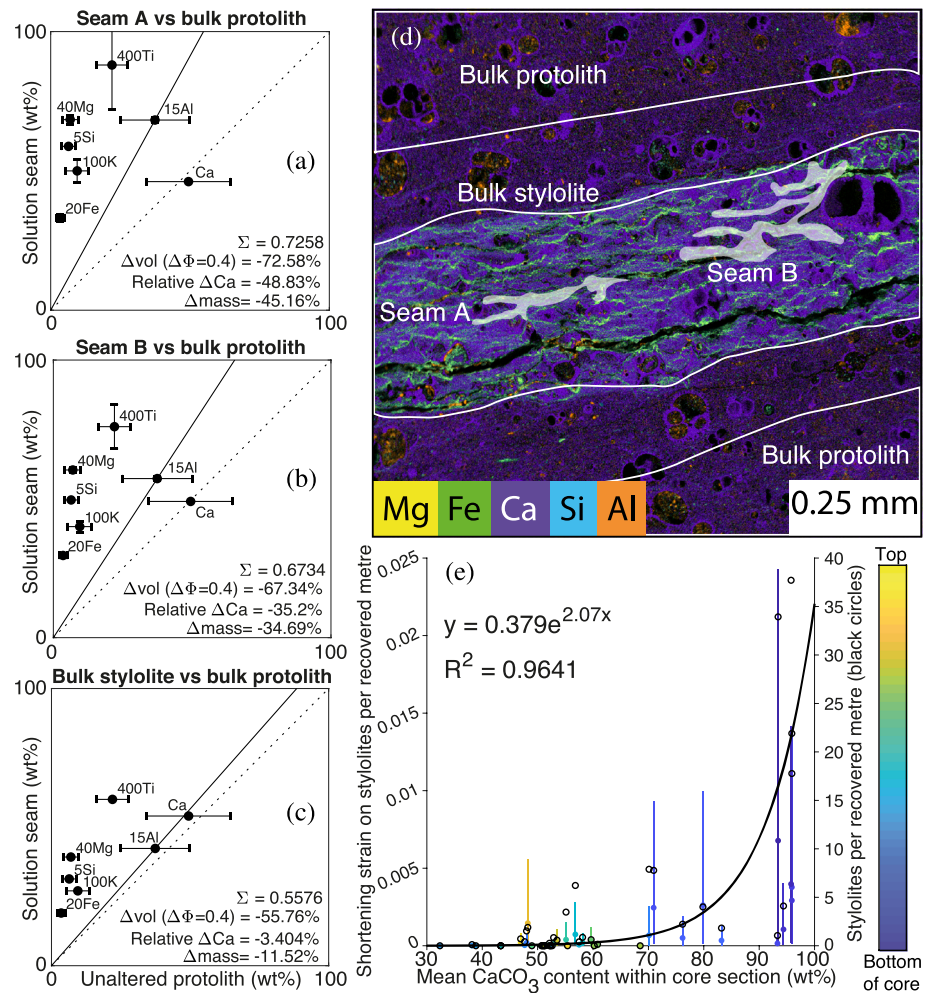 Seam A vs bulk protolith
100
400Ti
40Mg
15Al
5Si
(a)
100K
Ca
20Fe
Σ = 0.7258
Δvol (ΔΦ=0.4) = -72.58%
Relative ΔCa = -48.83%
Δmass= -45.16%
0
0
100
Solution seam (wt%)
Seam B vs bulk protolith
100
400Ti
40Mg
15Al
5Si
(b)
Ca
100K
20Fe
Σ = 0.6734
Δvol (ΔΦ=0.4) = -67.34%
Relative ΔCa = -35.2%
Δmass= -34.69%
0
0
100
Solution seam (wt%)
Bulk stylolite vs bulk protolith
100
400Ti
Ca
(c)
15Al
40Mg
5Si
100K
20Fe
Σ = 0.5576
Δvol (ΔΦ=0.4) = -55.76%
Relative ΔCa = -3.404%
Δmass= -11.52%
0
0
Unaltered protolith (wt%)
100
Solution seam (wt%)
(d)
Bulk protolith
Bulk stylolite
Seam B
Seam A
Bulk protolith
Mg Fe Ca Si Al
0.25 mm
(e)
y = 0.379e^2.07x
R² = 0.9641
Shortening strain on stylolites per recovered metre
0.025
0.02
0.015
0.01
0.005
0
30 40 50 60 70 80 90 100
Mean CaCO₃ content within core section (wt%)
40
35
30
25
20
15
10
5
0
Stylolites per recovered metre (black circles)
Top
Bottom
of core